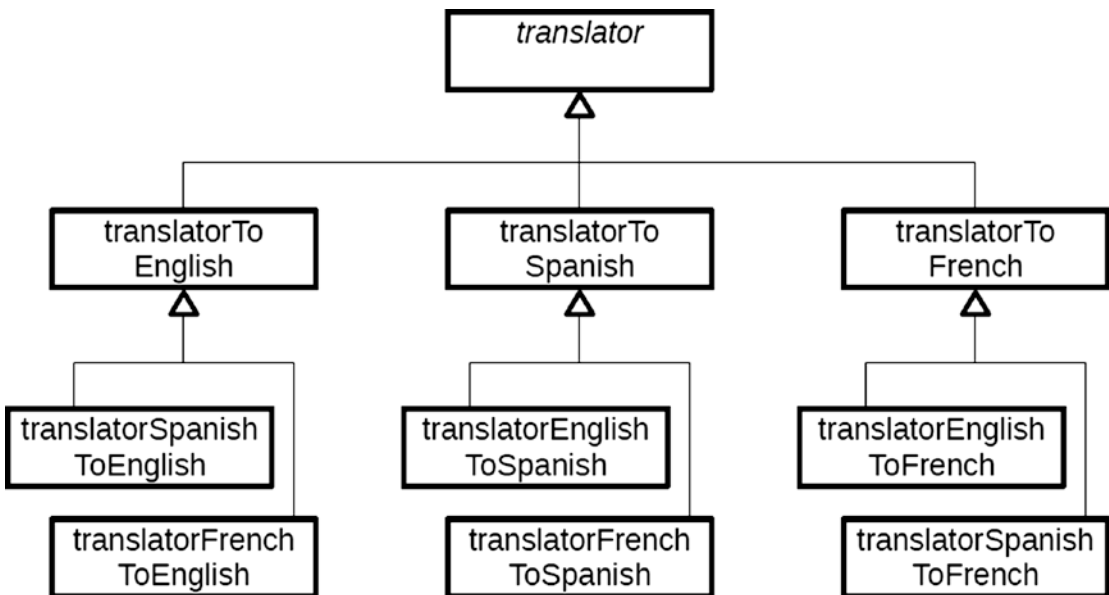 translator
translatorTo
English
translatorTo
Spanish
translatorTo
French
translatorSpanish
ToEnglish
translatorEnglish
ToSpanish
translatorEnglish
ToFrench
translatorFrench
ToEnglish
translatorFrench
ToSpanish
translatorSpanish
ToFrench